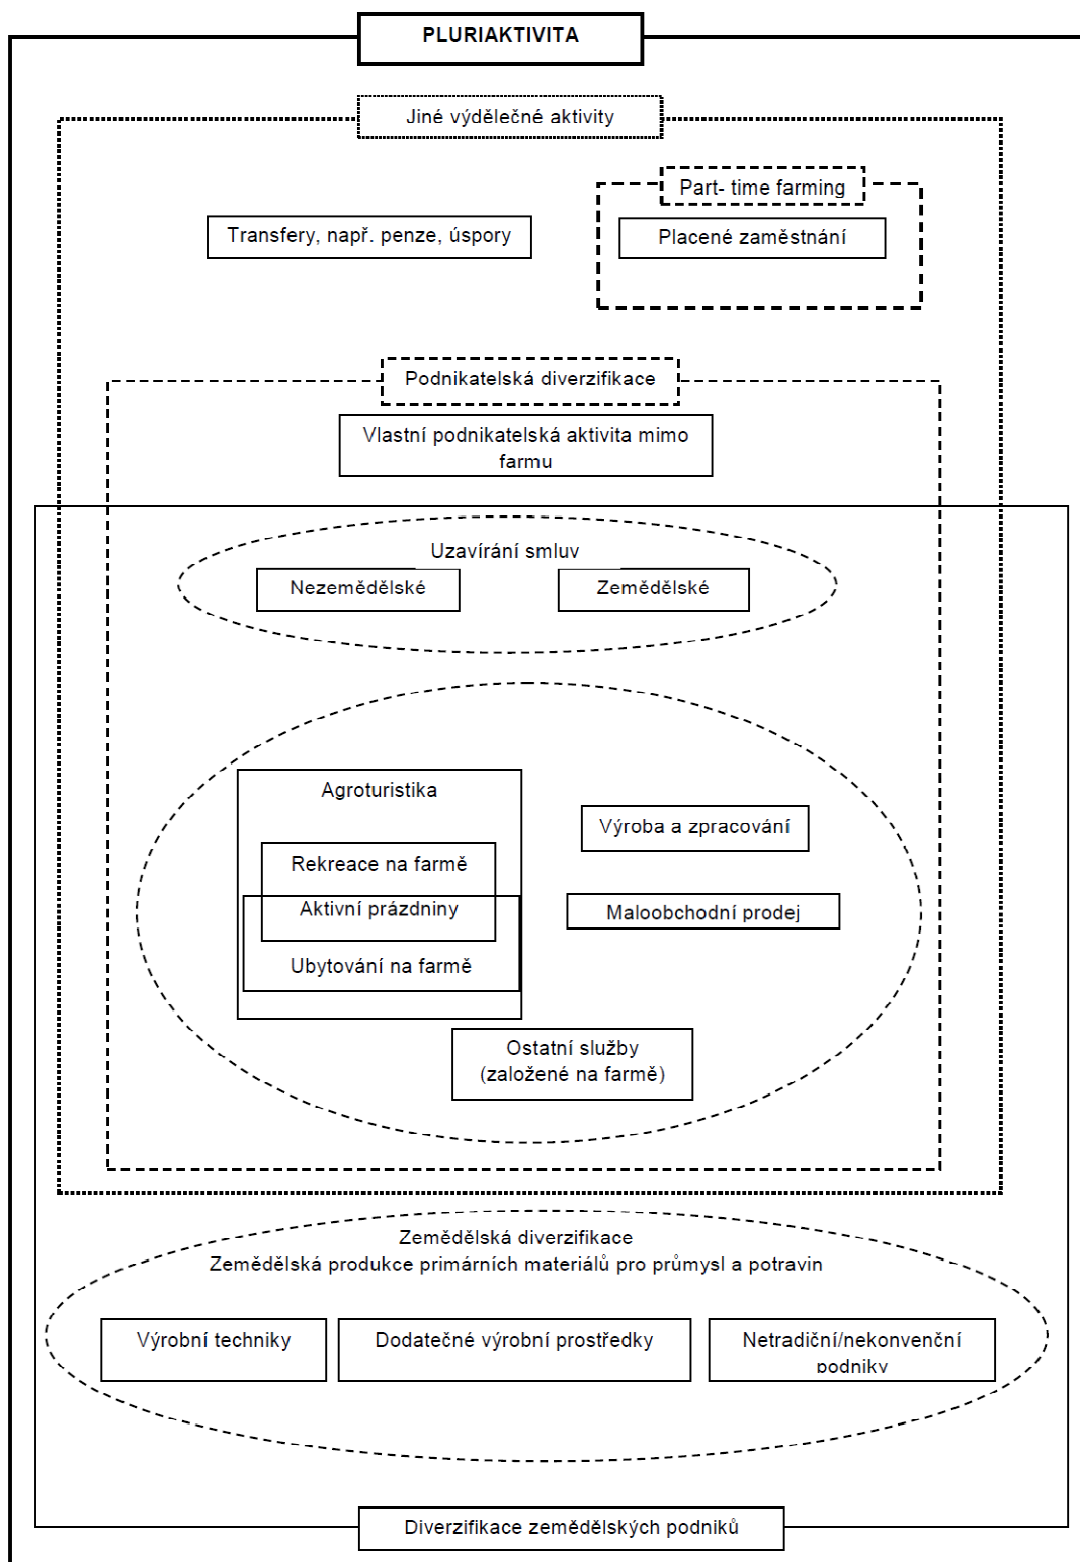 PLURIAKTIVITA
Jiné výdělečné aktivity
Part- time farming
Transfery, např. penze, úspory
Placené zaměstnání
Podnikatelská diverzifikace
Vlastní podnikatelská aktivita mimo
farmu
Uzavírání smluv
Nezemědělské
Zemědělské
Agroturistika
Výroba a zpracování
Rekreace na farmě
Aktivní prázdniny
Maloobchodní prodej
Ubytování na farmě
Ostatní služby
(založené na farmě)
Zemědělská diverzifikace
Zemědělská produkce primárních materiálů pro průmysl a potravin
Výrobní techniky
Dodatečné výrobní prostředky
Netradiční/nekonvenční
podniky
Diverzifikace zemědělských podniků